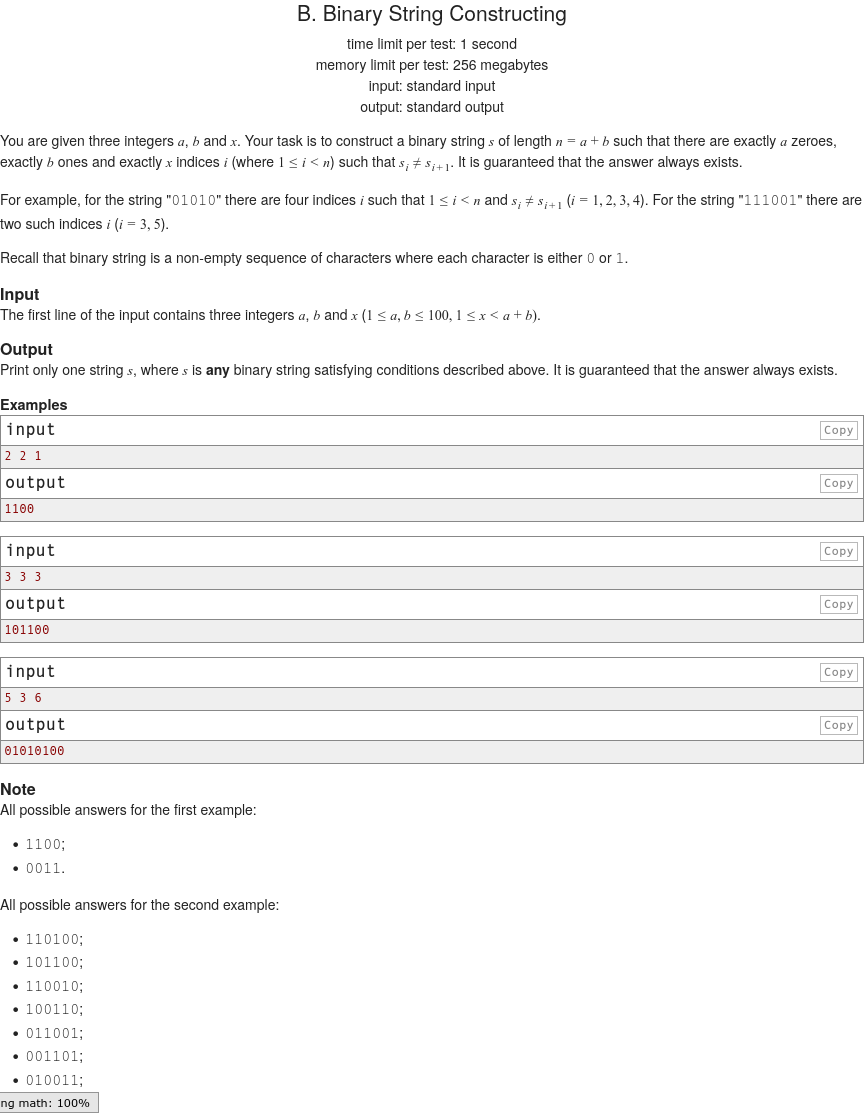 B. Binary String Constructing
time limit per test: 1 second
memory limit per test: 256 megabytes
input: standard input
output: standard output
You are given three integers a, b and x. Your task is to construct a binary string s of length n = a + b such that there are exactly a zeroes,
exactly b ones and exactly x indices i (where 1 ≤ i < n) such that s_i ≠ s_{i+1}. It is guaranteed that the answer always exists.
For example, for the string "01010" there are four indices i such that 1 ≤ i < n and s_i ≠ s_{i+1} (i = 1, 2, 3, 4). For the string "111001" there are
two such indices i (i = 3, 5).
Recall that binary string is a non-empty sequence of characters where each character is either 0 or 1.
Input
The first line of the input contains three integers a, b and x (1 ≤ a, b ≤ 100, 1 ≤ x < a + b).
Output
Print only one string s, where s is any binary string satisfying conditions described above. It is guaranteed that the answer always exists.
Examples
input Copy
2 2 1
output Copy
1100
input Copy
3 3 3
output Copy
101100
input Copy
5 3 6
output Copy
01010100
Note
All possible answers for the first example:
• 1100;
• 0011.
All possible answers for the second example:
• 110100;
• 101100;
• 110010;
• 100110;
• 011001;
• 001101;
• 010011;
ng math: 100%